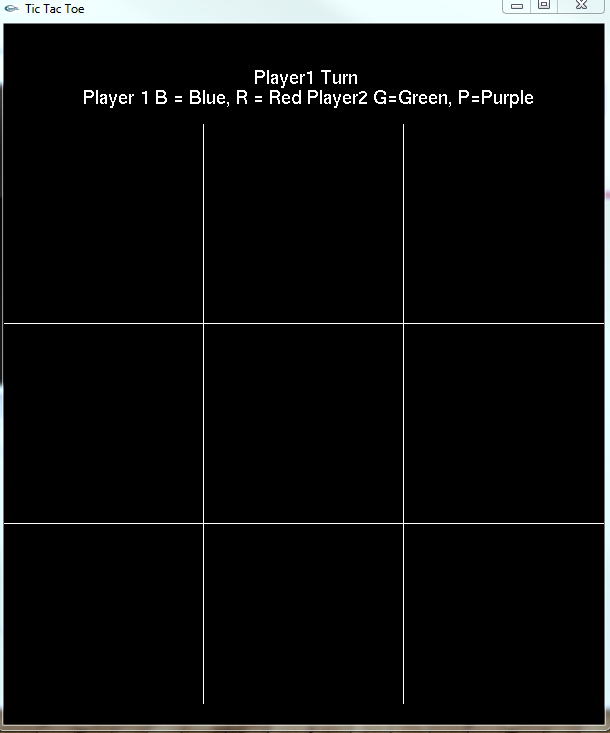 Tic Tac Toe
Player1 Turn
Player 1 B = Blue, R = Red Player2 G=Green, P=Purple